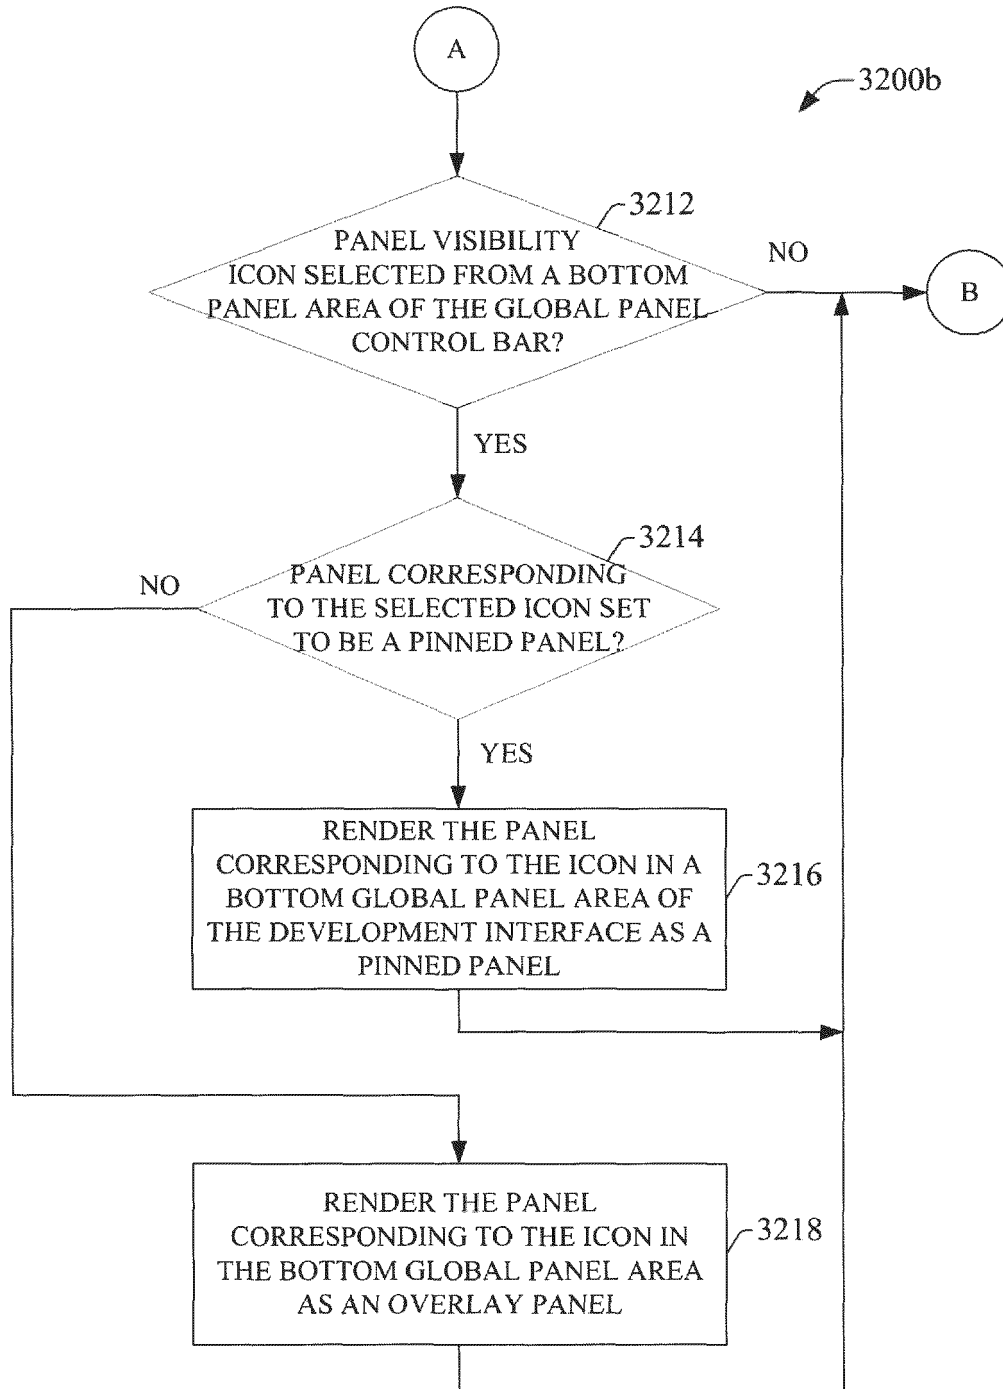 A
3200b
3212
PANEL VISIBILITY
ICON SELECTED FROM A BOTTOM
PANEL AREA OF THE GLOBAL PANEL
CONTROL BAR?
NO
B
YES
3214
NO
PANEL CORRESPONDING
TO THE SELECTED ICON SET
TO BE A PINNED PANEL?
YES
RENDER THE PANEL
CORRESPONDING TO THE ICON IN A
BOTTOM GLOBAL PANEL AREA OF
THE DEVELOPMENT INTERFACE AS A
PINNED PANEL
3216
RENDER THE PANEL
CORRESPONDING TO THE ICON IN
THE BOTTOM GLOBAL PANEL AREA
AS AN OVERLAY PANEL
3218